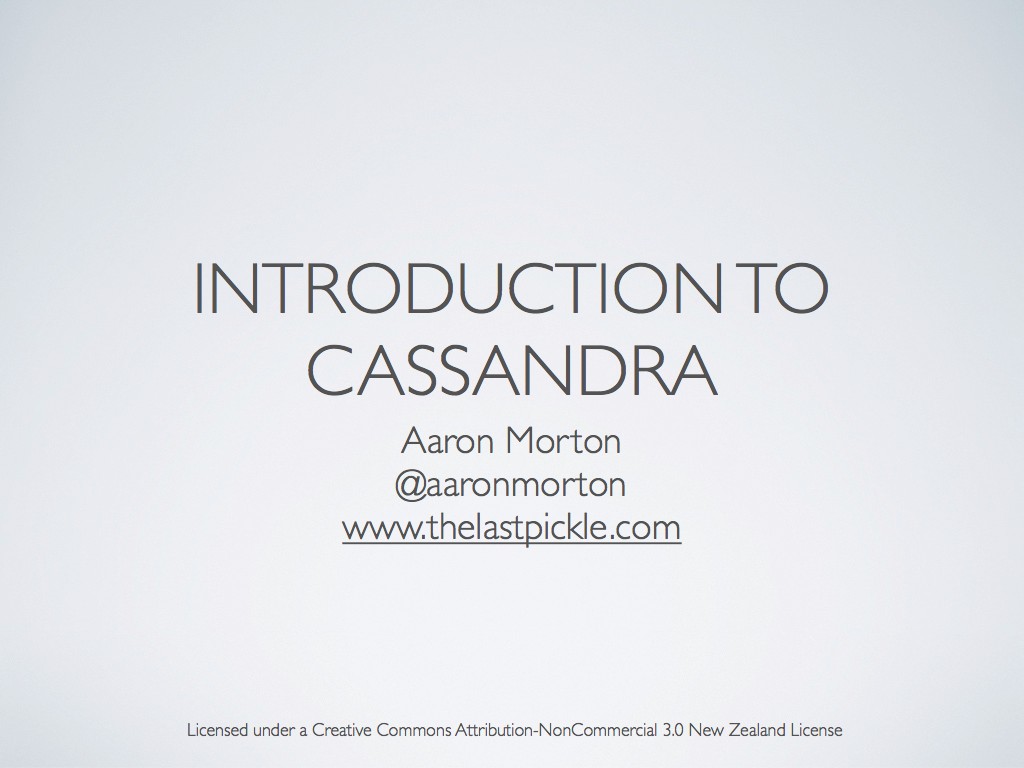 INTRODUCTION TO
CASSANDRA
Aaron Morton
@aaronmorton
www.thelastpickle.com
Licensed under a Creative Commons Attribution-NonCommercial 3.0 New Zealand License